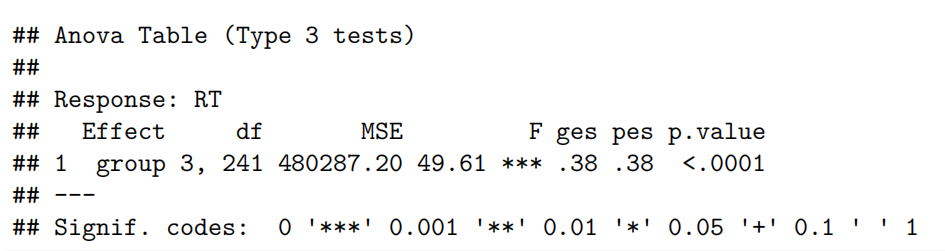 ## Anova Table (Type 3 tests)
##
## Response: RT
##   Effect     df       MSE         F ges pes p.value
## 1  group 3, 241 480287.20 49.61 *** .38 .38  <.0001
## ---
## Signif. codes:  0 '***' 0.001 '**' 0.01 '*' 0.05 '+' 0.1 ' ' 1